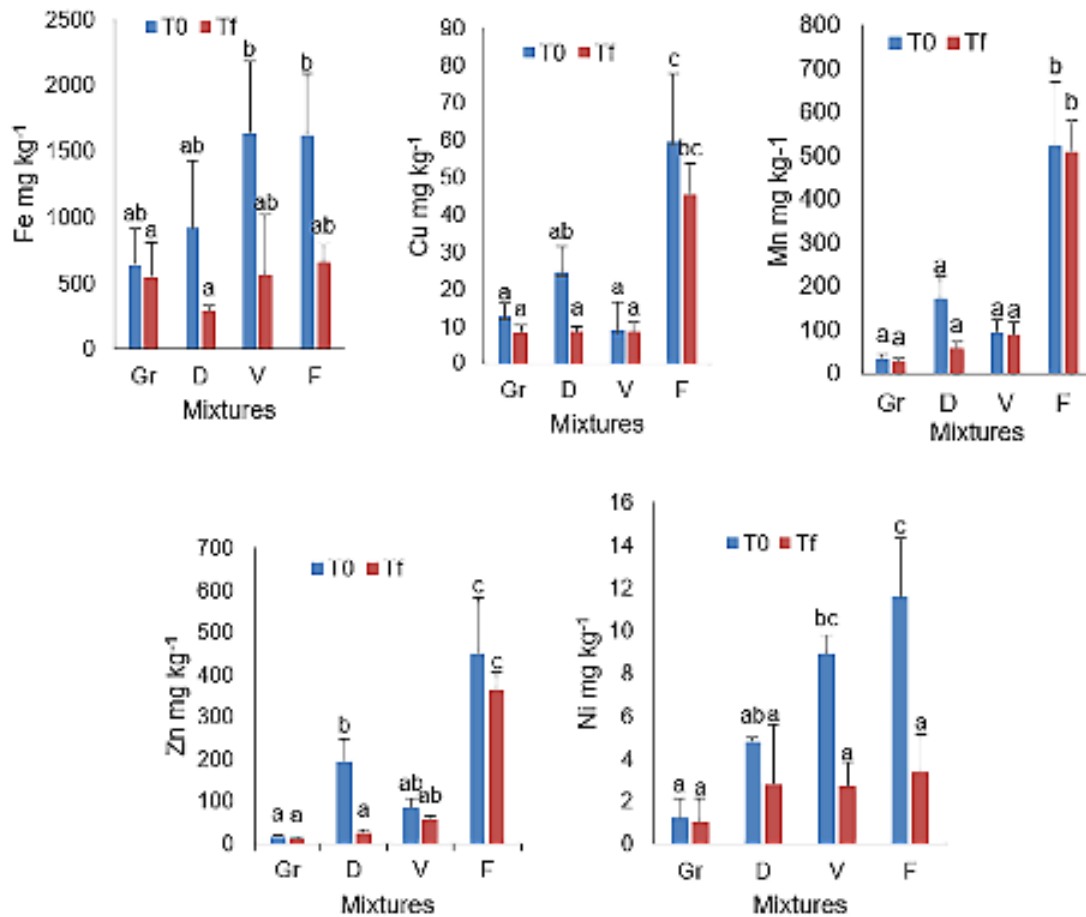 Fe mg kg-1
2500
2000
1500
1000
500
0
T0 Tf
ab a ab a b ab b ab
Gr D V F
Mixtures
Cu mg kg-1
90
80
70
60
50
40
30
20
10
0
T0 Tf
a a ab a a a c bc
Gr D V F
Mixtures
Mn mg kg-1
800
700
600
500
400
300
200
100
0
T0 Tf
a a a a a a b b
Gr D V F
Mixtures
Zn mg kg-1
700
600
500
400
300
200
100
0
T0 Tf
a a b a ab ab c c
Gr D V F
Mixtures
Ni mg kg-1
16
14
12
10
8
6
4
2
0
T0 Tf
a a ab a bc a c a
Gr D V F
Mixtures